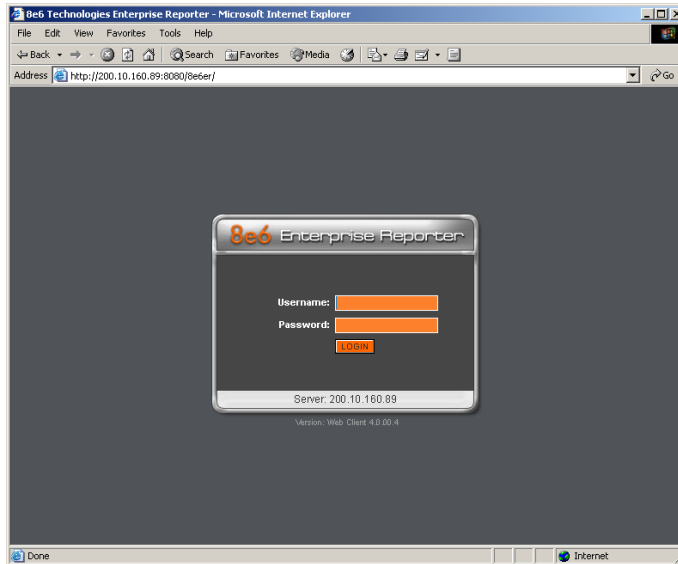 8e6 Technologies Enterprise Reporter - Microsoft Internet Explorer
File Edit View Favorites Tools Help
Back Search Favorites Media
Address http://200.10.160.89:8080/8e6er/ Go
8e6 Enterprise Reporter
Username:
Password:
LOGIN
Server: 200.10.160.89
Version: Web Client 4.0.00.4
Done Internet